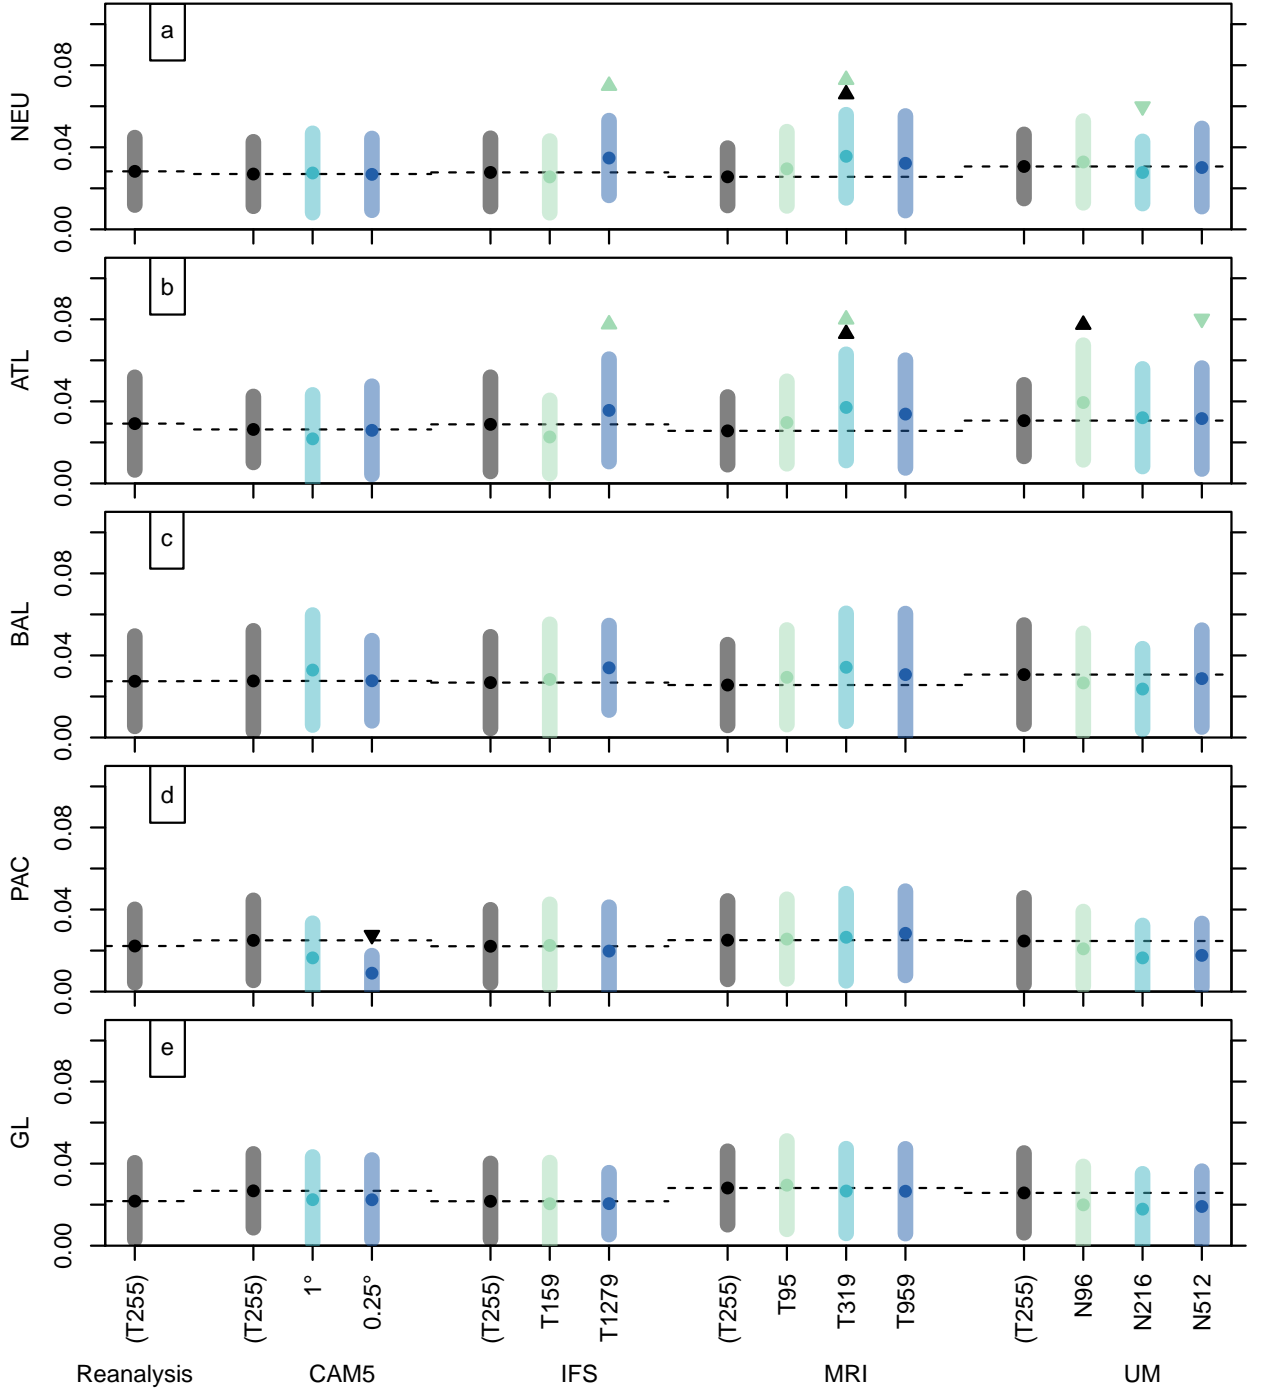 a
NEU
0.00 0.04 0.08
b
ATL
0.00 0.04 0.08
c
BAL
0.00 0.04 0.08
d
PAC
0.00 0.04 0.08
e
GL
0.00 0.04 0.08
(T255) (T255) 1° 0.25° (T255) T159 T1279 (T255) T95 T319 T959 (T255) N96 N216 N512
Reanalysis CAM5 IFS MRI UM